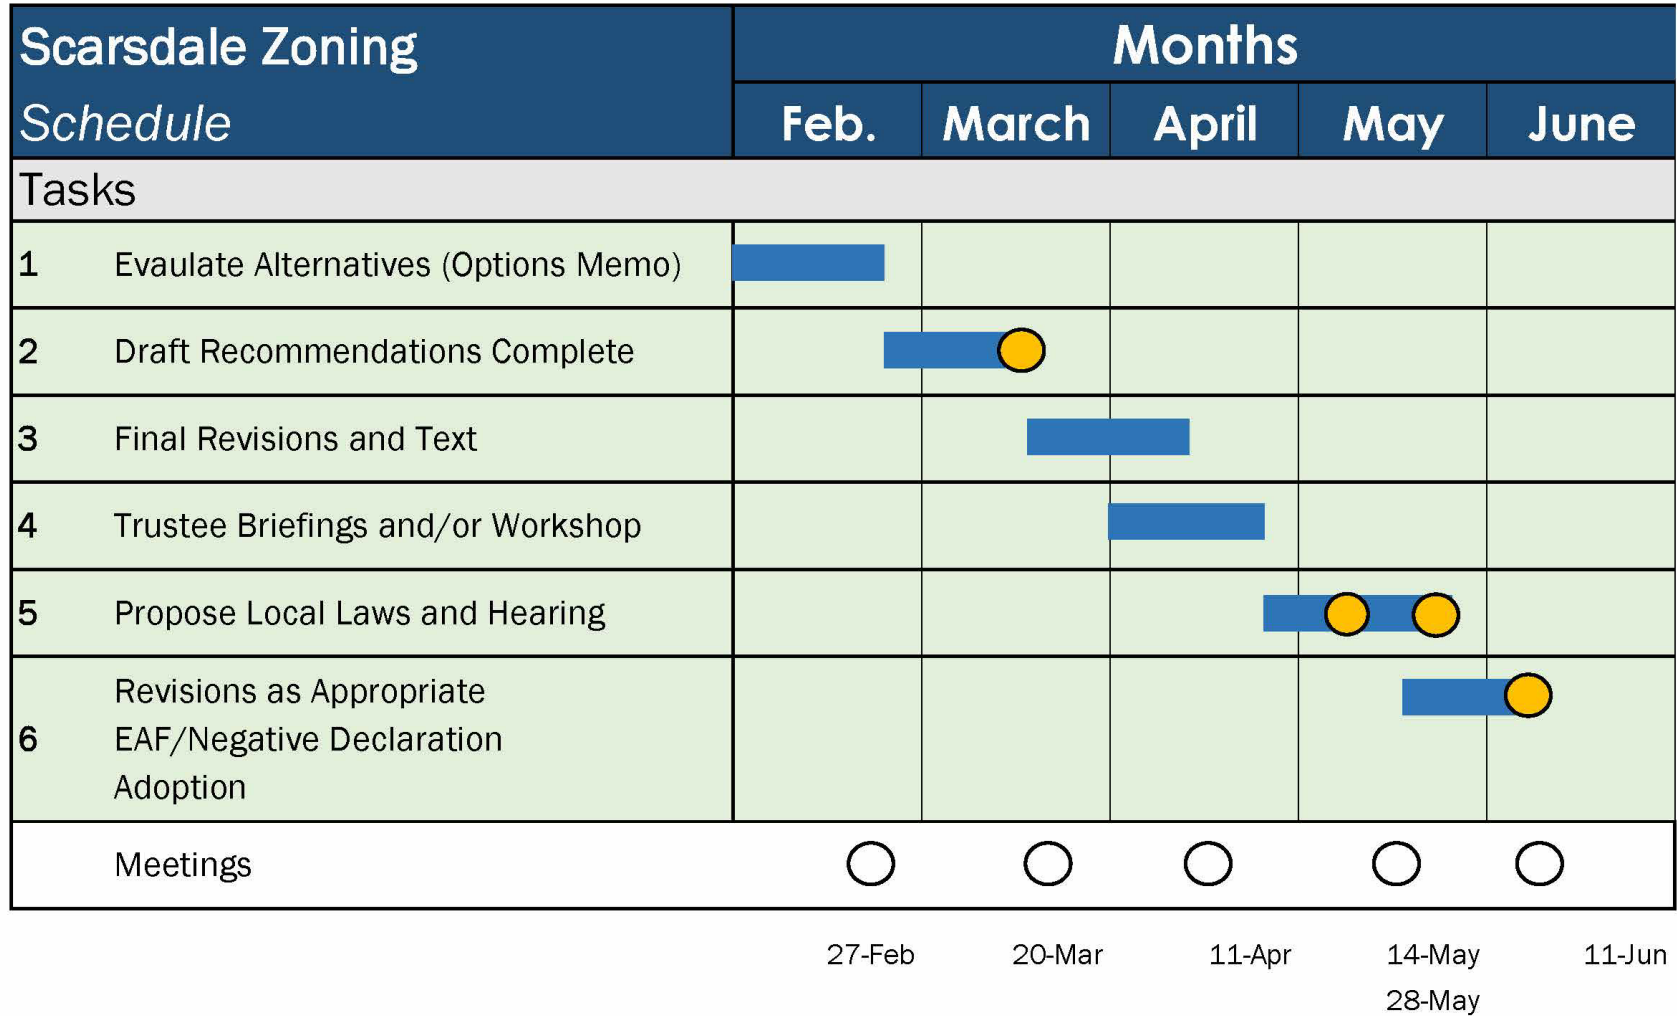 Scarsdale Zoning
Schedule
Months
Feb. March April May June
Tasks
1 Evaulate Alternatives (Options Memo)
2 Draft Recommendations Complete
3 Final Revisions and Text
4 Trustee Briefings and/or Workshop
5 Propose Local Laws and Hearing
6 Revisions as Appropriate
EAF/Negative Declaration
Adoption
Meetings
27-Feb 20-Mar 11-Apr 14-May 11-Jun
28-May